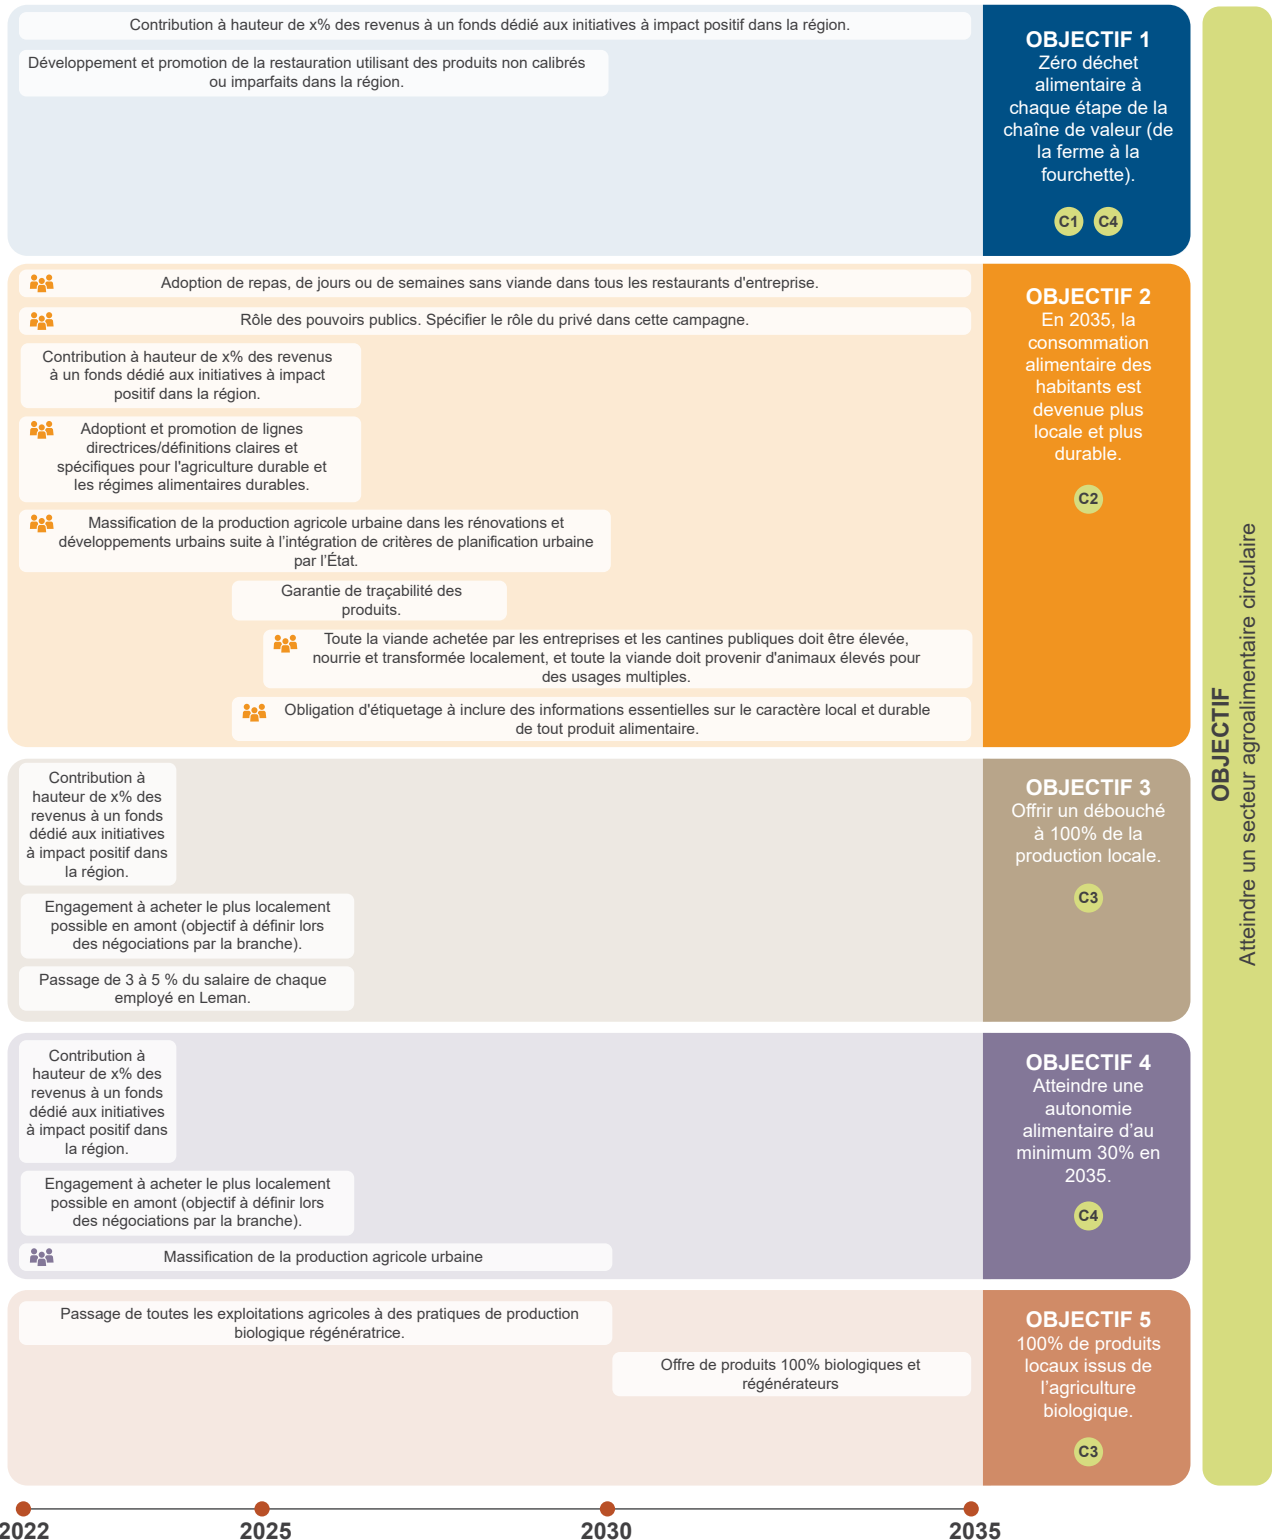 Contribution à hauteur de x% des revenus à un fonds dédié aux initiatives à impact positif dans la région.
Développement et promotion de la restauration utilisant des produits non calibrés
ou imparfaits dans la région.
OBJECTIF 1
Zéro déchet
alimentaire à
chaque étape de la
chaîne de valeur (de
la ferme à la
fourchette).
C1 C4
Adoption de repas, de jours ou de semaines sans viande dans tous les restaurants d'entreprise.
Rôle des pouvoirs publics. Spécifier le rôle du privé dans cette campagne.
Contribution à hauteur de x% des revenus
à un fonds dédié aux initiatives à impact
positif dans la région.
Adoptiont et promotion de lignes
directrices/définitions claires et
spécifiques pour l'agriculture durable et
les régimes alimentaires durables.
Massification de la production agricole urbaine dans les rénovations et
développements urbains suite à l’intégration de critères de planification urbaine
par l’État.
Garantie de traçabilité des
produits.
Toute la viande achetée par les entreprises et les cantines publiques doit être élevée,
nourrie et transformée localement, et toute la viande doit provenir d'animaux élevés pour
des usages multiples.
Obligation d'étiquetage à inclure des informations essentielles sur le caractère local et durable
de tout produit alimentaire.
OBJECTIF 2
En 2035, la
consommation
alimentaire des
habitants est
devenue plus
locale et plus
durable.
C2
Contribution à
hauteur de x% des
revenus à un fonds
dédié aux initiatives
à impact positif dans
la région.
Engagement à acheter le plus localement
possible en amont (objectif à définir lors
des négociations par la branche).
Passage de 3 à 5 % du salaire de chaque
employé en Leman.
OBJECTIF 3
Offrir un débouché
à 100% de la
production locale.
C3
Contribution à
hauteur de x% des
revenus à un fonds
dédié aux initiatives
à impact positif dans
la région.
Engagement à acheter le plus localement
possible en amont (objectif à définir lors
des négociations par la branche).
Massification de la production agricole urbaine
OBJECTIF 4
Atteindre une
autonomie
alimentaire d’au
minimum 30% en
2035.
C4
Passage de toutes les exploitations agricoles à des pratiques de production
biologique régénératrice.
Offre de produits 100% biologiques et
régénérateurs
OBJECTIF 5
100% de produits
locaux issus de
l’agriculture
biologique.
C3
OBJECTIF
Atteindre un secteur agroalimentaire circulaire
2022 2025 2030 2035